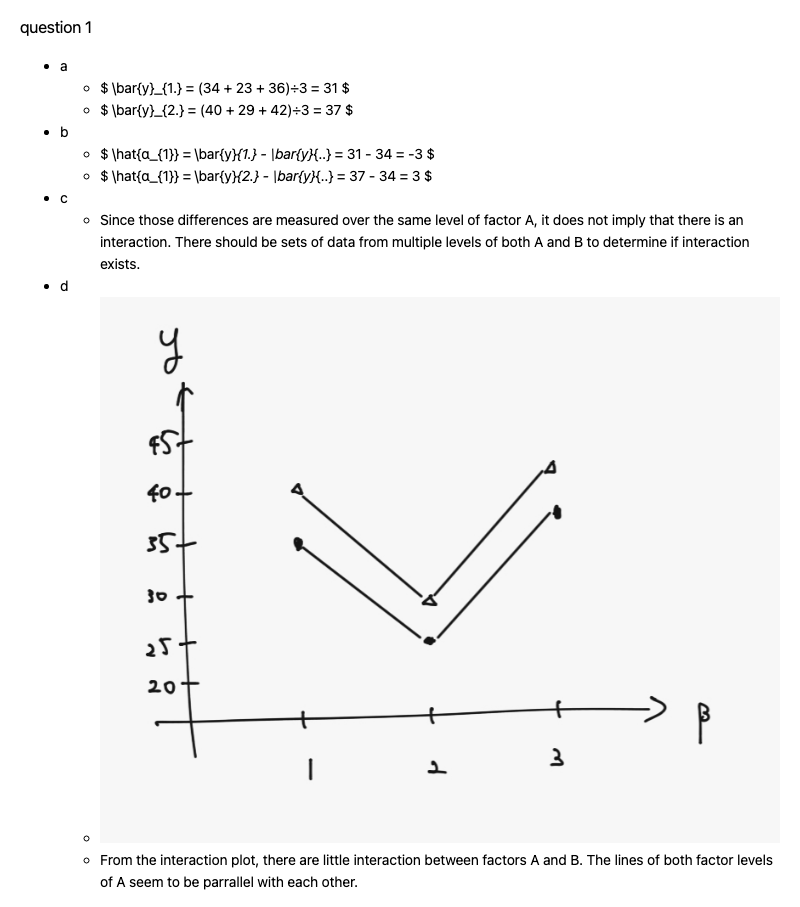 question 1
a
$ \bar{y}_{1.} = (34 + 23 + 36)÷3 = 31 $
$ \bar{y}_{2.} = (40 + 29 + 42)÷3 = 37 $
b
$ \hat{α_{1}} = \bar{y}{1.} - |bar{y}{..} = 31 - 34 = -3 $
$ \hat{α_{1}} = \bar{y}{2.} - |bar{y}{..} = 37 - 34 = 3 $
c
Since those differences are measured over the same level of factor A, it does not imply that there is an
interaction. There should be sets of data from multiple levels of both A and B to determine if interaction
exists.
d
y
45
40
35
30
25
20
β
1 2 3
From the interaction plot, there are little interaction between factors A and B. The lines of both factor levels
of A seem to be parrallel with each other.